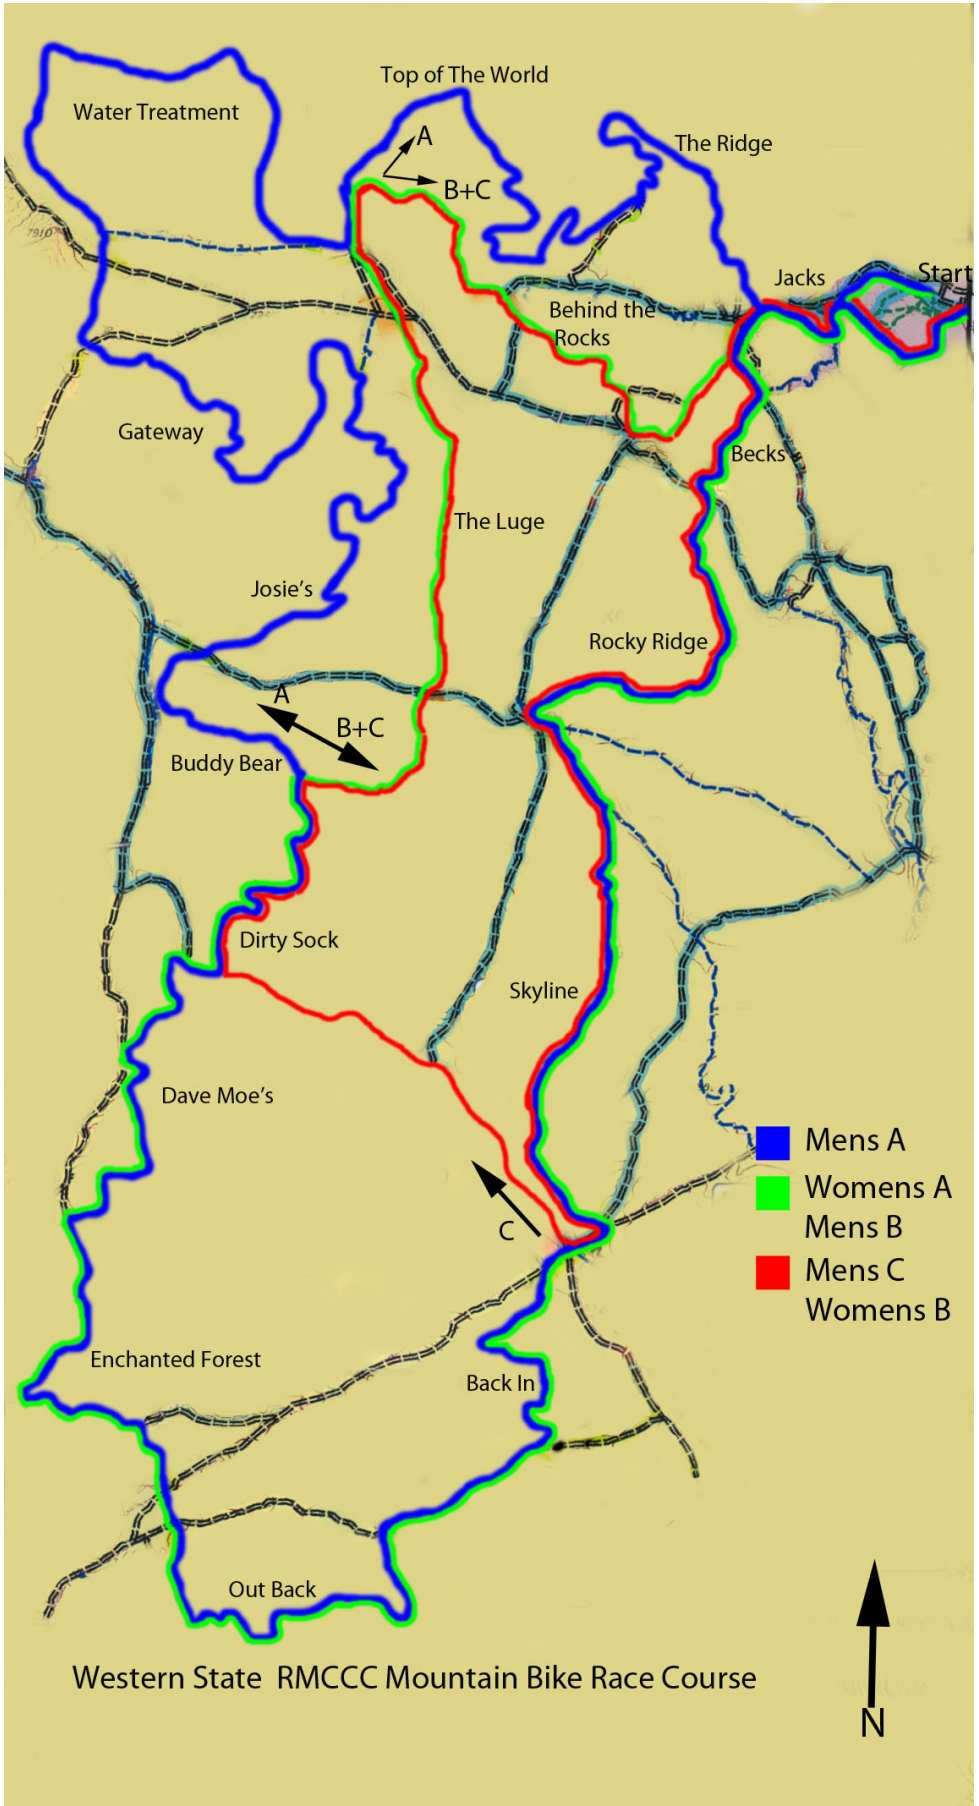 Top of The World
Water Treatment
A
The Ridge
B+C
7910
Jacks
Start
Behind the
Rocks
Gateway
Becks
The Luge
Josie's
Rocky Ridge
A
B+C
Buddy Bear
Dirty Sock
Skyline
Dave Moe's
C
Mens A
Womens A
Mens B
Mens C
Womens B
Enchanted Forest
Back In
Out Back
Western State RMCCC Mountain Bike Race Course
N